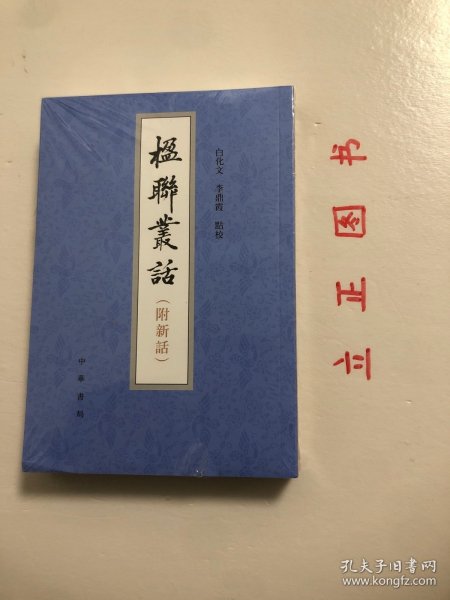 楹聯叢話
（附新話）
白化文 李鼎霞 點校
中華書局
立正图书
孔夫子旧书网
www.kongfz.com